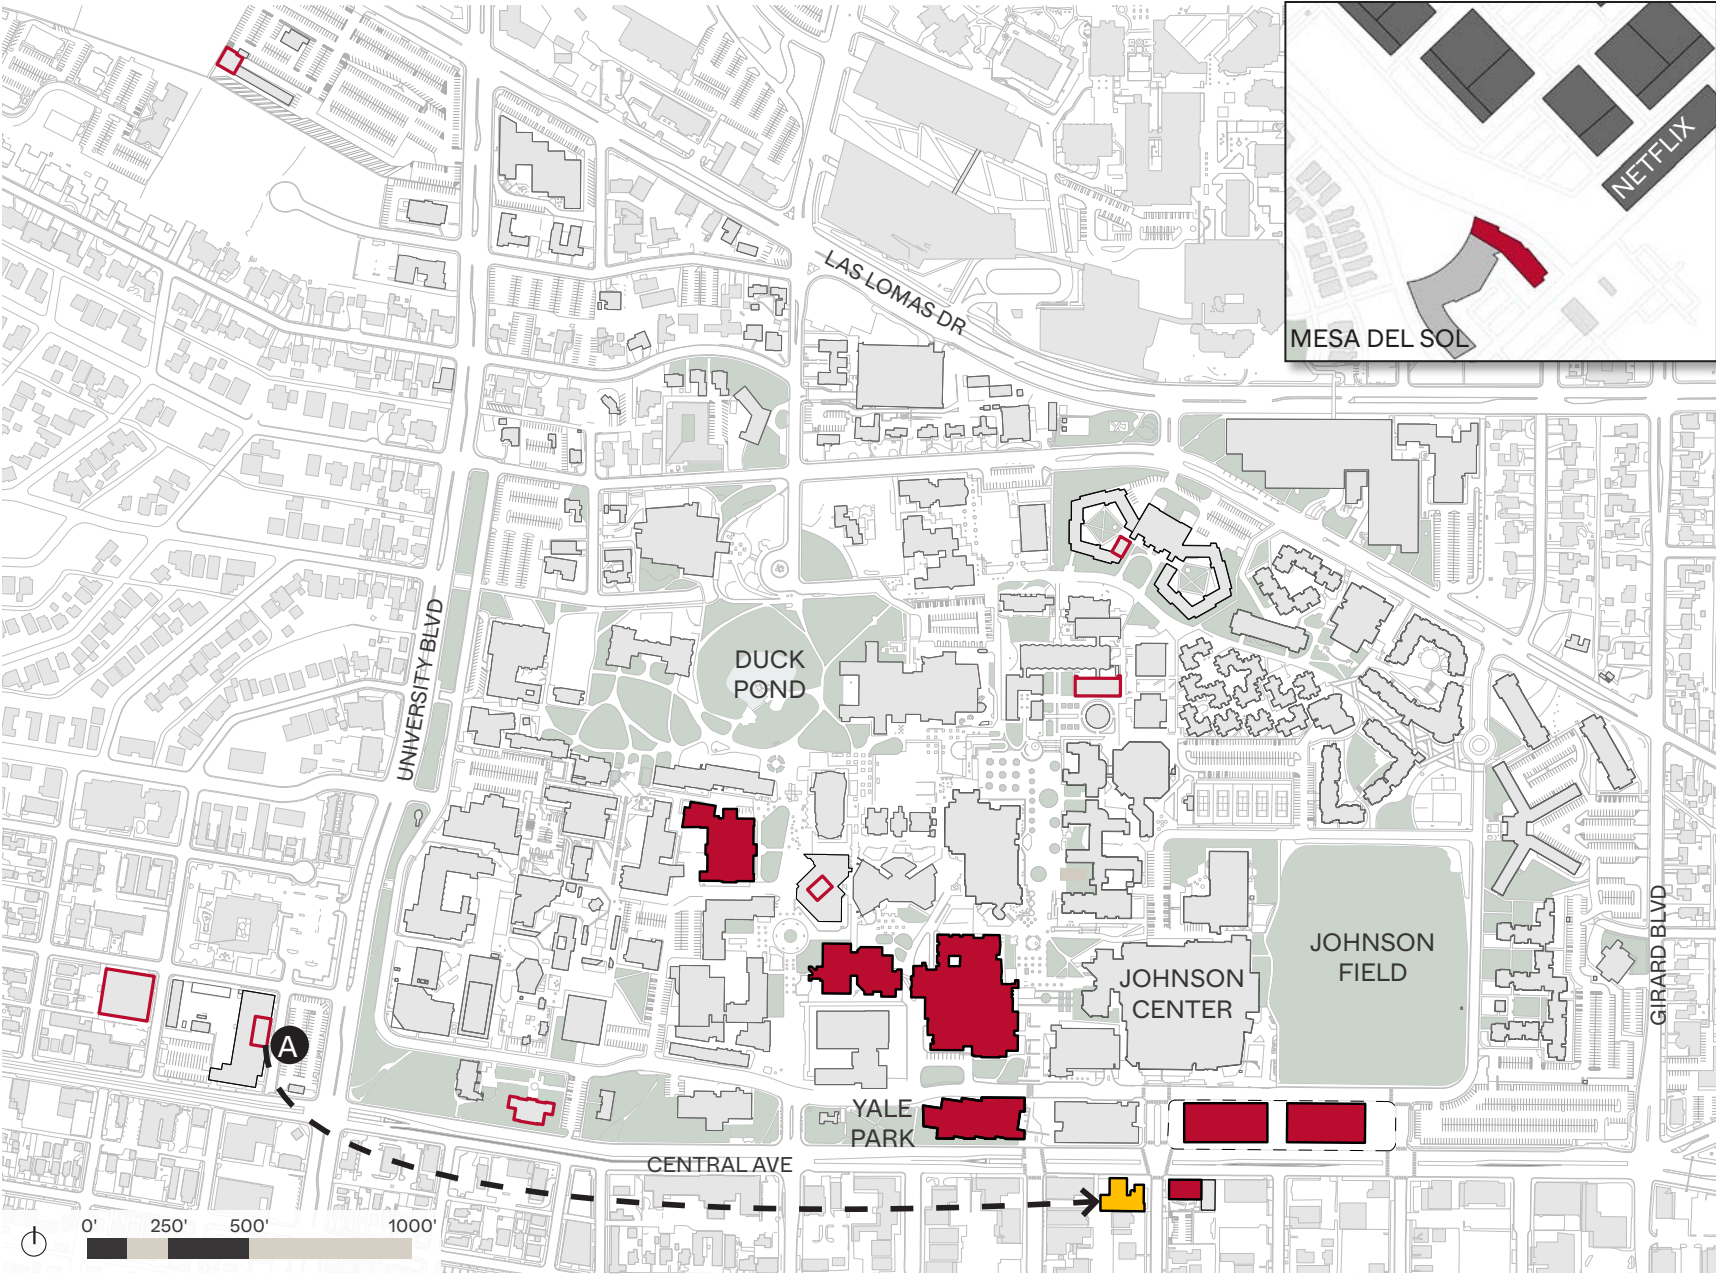 NETFLIX
MESA DEL SOL
LAS LOMAS DR
DUCK
POND
UNIVERSITY BLVD
JOHNSON
FIELD
JOHNSON
CENTER
GIRARD BLVD
A
YALE
PARK
CENTRAL AVE
0' 250' 500' 1000'